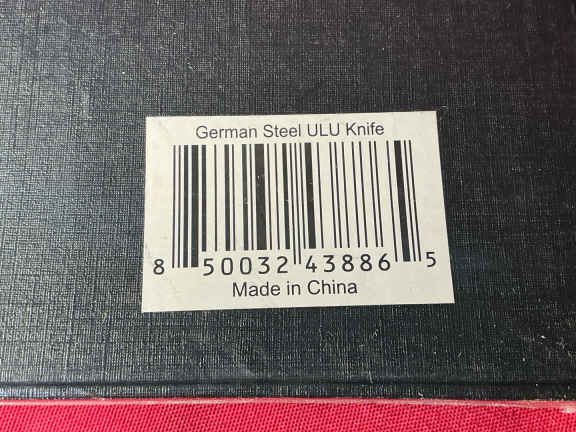 German Steel ULU Knife
8 50032 43886 5
Made in China